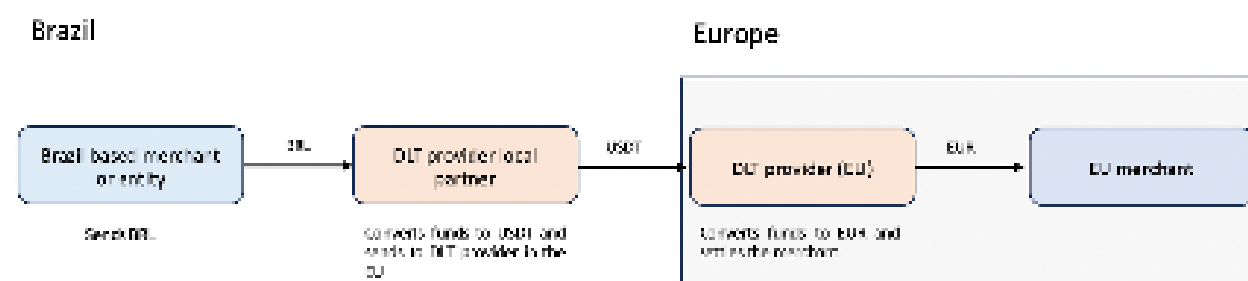 Brazil
Europe
Brazil based merchant
or entity
BRL
DLT provider local
partner
USDT
DLT provider (EU)
EUR
EU merchant
Sends BRL
Converts funds to USDT and
sends to DLT provider in the
EU
Converts funds to EUR and
settles the merchant